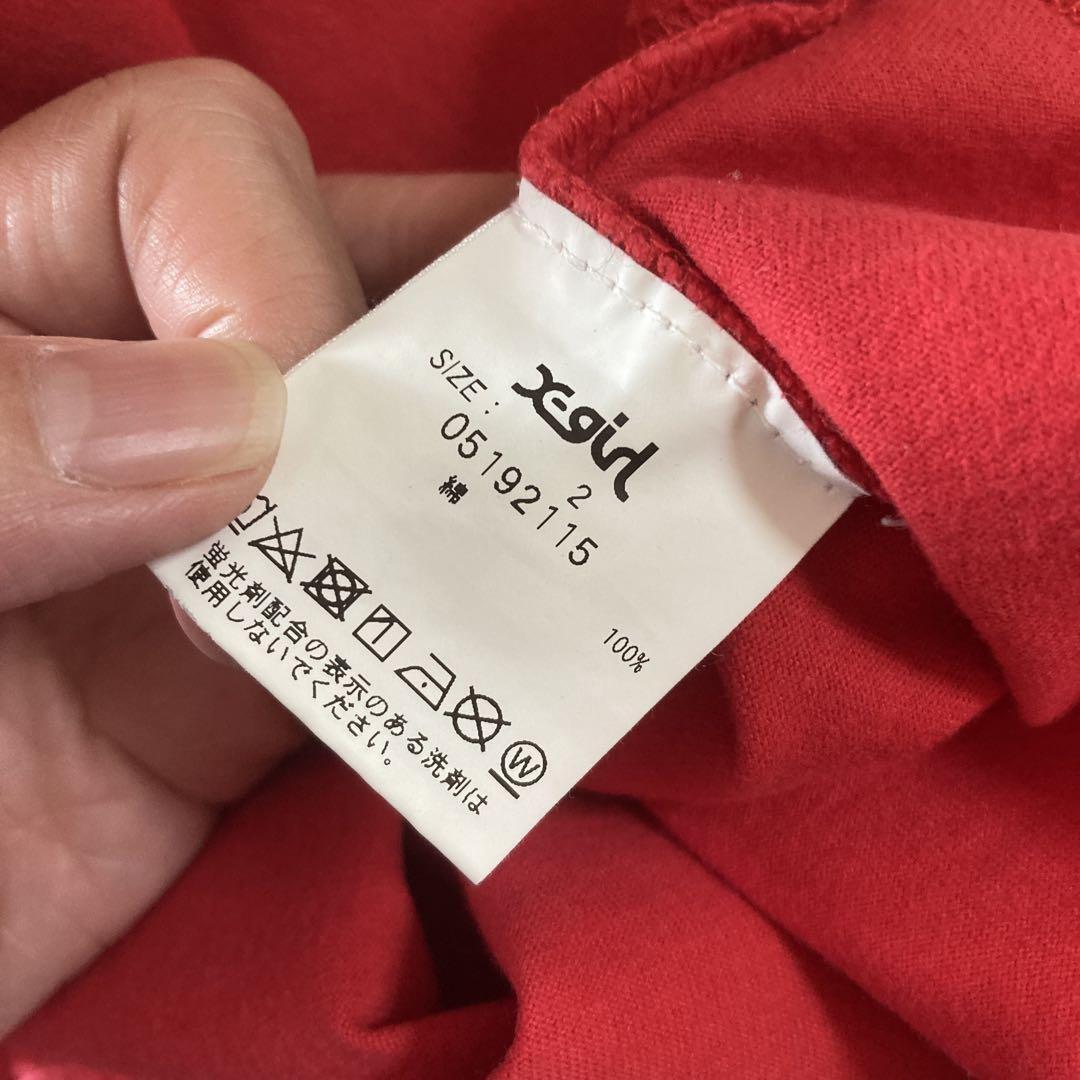 X-girl
SIZE: 2
05192115
綿 100%
W
蛍光剤配合の表示のある洗剤は
使用しないでください。